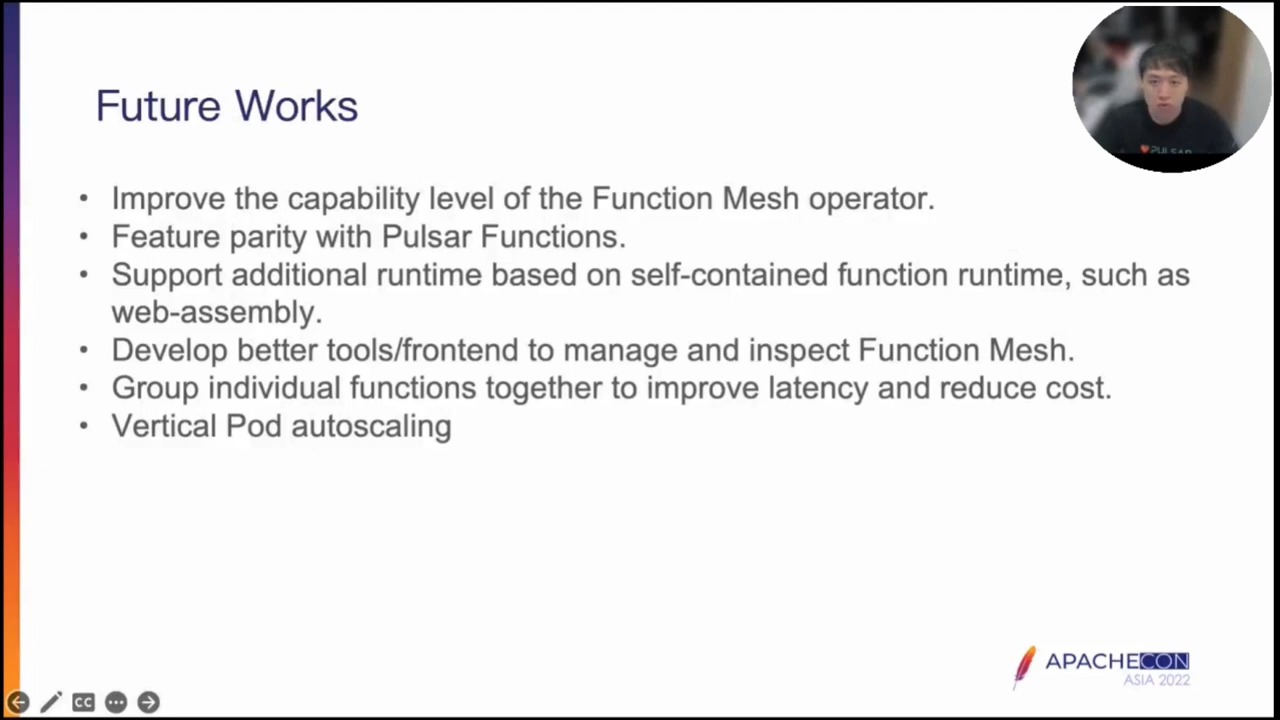 Future Works
• Improve the capability level of the Function Mesh operator.
• Feature parity with Pulsar Functions.
• Support additional runtime based on self-contained function runtime, such as
web-assembly.
• Develop better tools/frontend to manage and inspect Function Mesh.
• Group individual functions together to improve latency and reduce cost.
• Vertical Pod autoscaling
PULSAR
APACHECON
ASIA 2022
CC